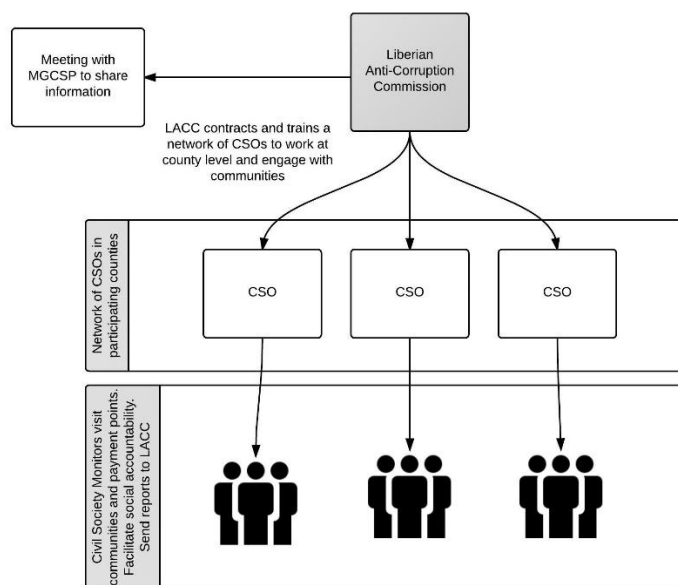 Meeting with
MGCSP to share
information
Liberian
Anti-Corruption
Commission
LACC contracts and trains a
network of CSOs to work at
county level and engage with
communities
Network of CSOs in
participating counties
CSO
CSO
CSO
Civil Society Monitors visit
communities and payment points.
Facilitate social accountability.
Send reports to LACC